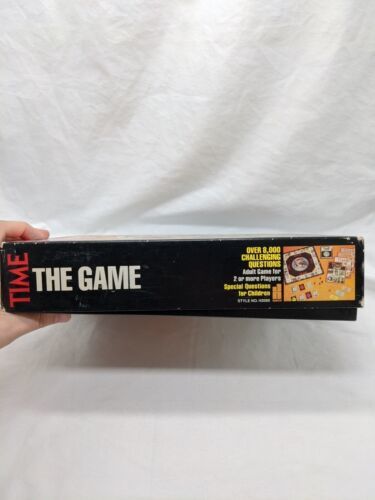 TIME
THE GAME
OVER 8,000
CHALLENGING
QUESTIONS
Adult Game for
2 or more Players
Special Questions
for Children